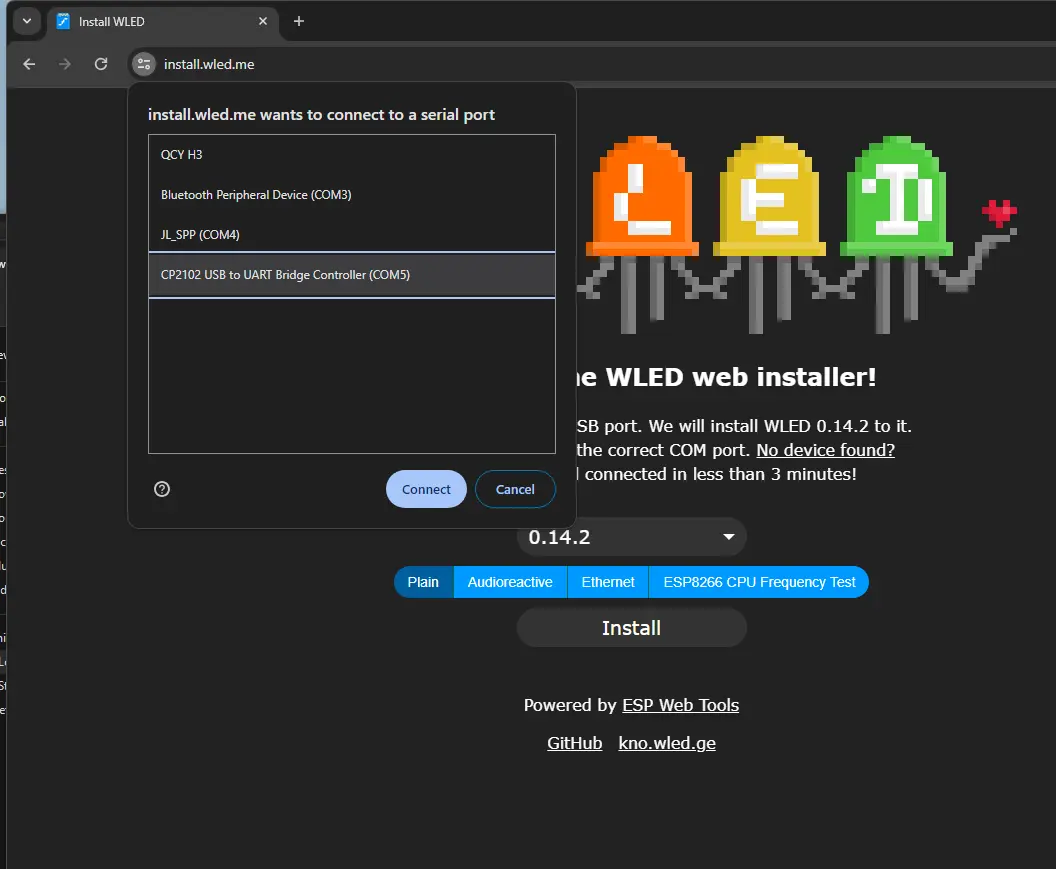 Install WLED
install.wled.me
install.wled.me wants to connect to a serial port
QCY H3
Bluetooth Peripheral Device (COM3)
JL_SPP (COM4)
CP2102 USB to UART Bridge Controller (COM5)
Connect
Cancel
LED
WLED web installer!
SB port. We will install WLED 0.14.2 to it.
the correct COM port. No device found?
connected in less than 3 minutes!
0.14.2
Plain
Audioreactive
Ethernet
ESP8266 CPU Frequency Test
Install
Powered by ESP Web Tools
GitHub kno.wled.ge